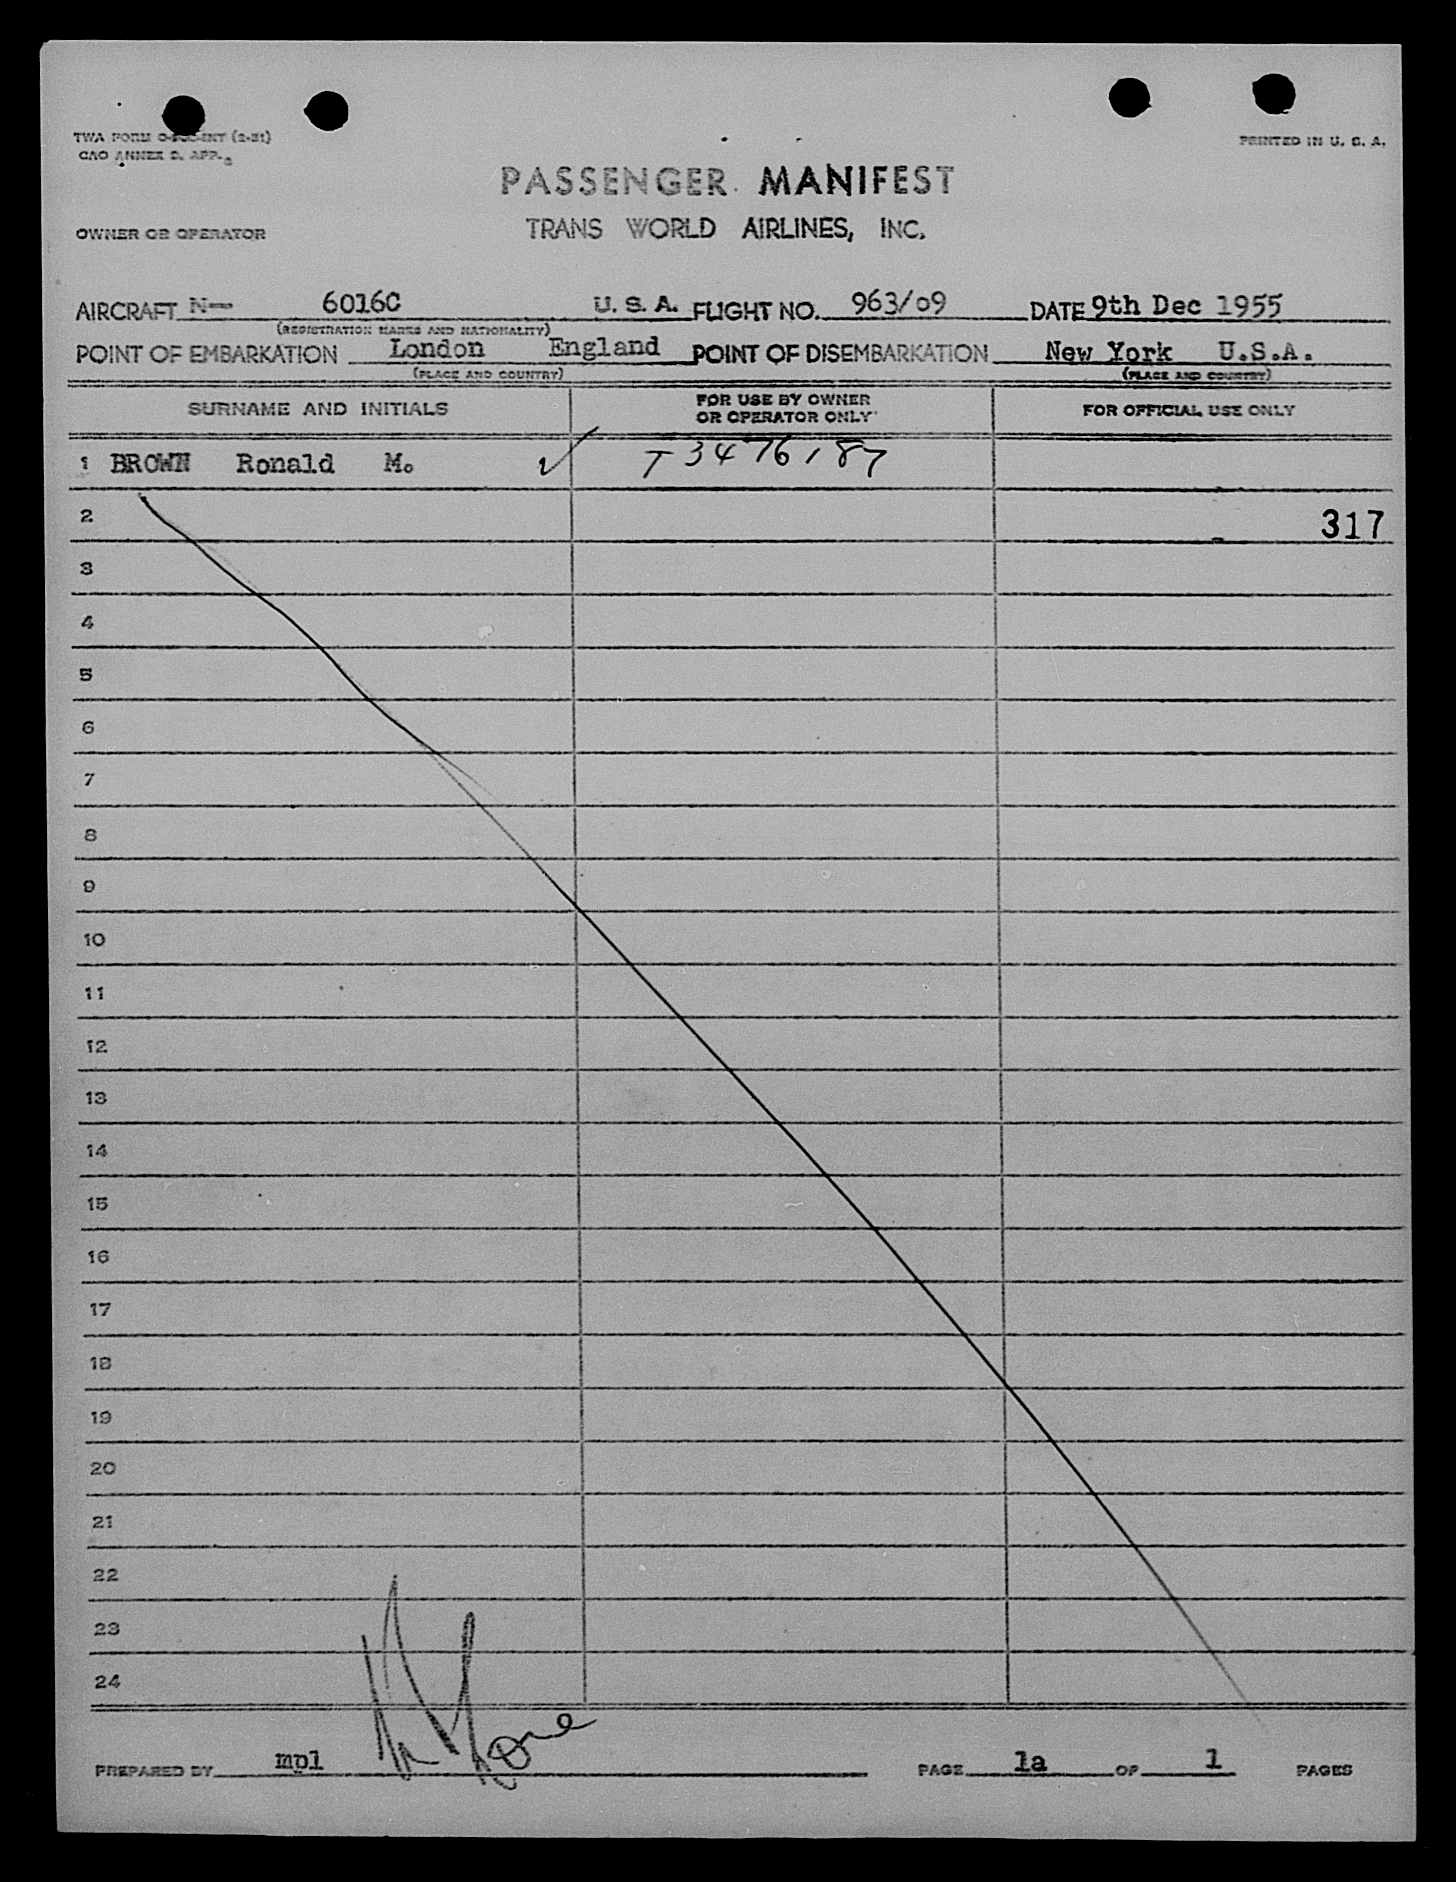 TWA FORM (2-51)
PRINTED IN U. S. A.
CAO ANNEX 9. APP.
PASSENGER MANIFEST
OWNER OR OPERATOR
TRANS WORLD AIRLINES, INC.
AIRCRAFT N— 6016C U. S. A. FLIGHT NO. 963/09 DATE 9th Dec 1955
(REGISTRATION MARKS AND NATIONALITY)
POINT OF EMBARKATION London England POINT OF DISEMBARKATION New York U.S.A.
(PLACE AND COUNTRY) (PLACE AND COUNTRY)
SURNAME AND INITIALS FOR USE BY OWNER OR OPERATOR ONLY FOR OFFICIAL USE ONLY
1 BROWN Ronald M. ✓ T 3476187
2 317
3
4
5
6
7
8
9
10
11
12
13
14
15
16
17
18
19
20
21
22
23
24
PREPARED BY mpl PAGE 1a OF 1 PAGES